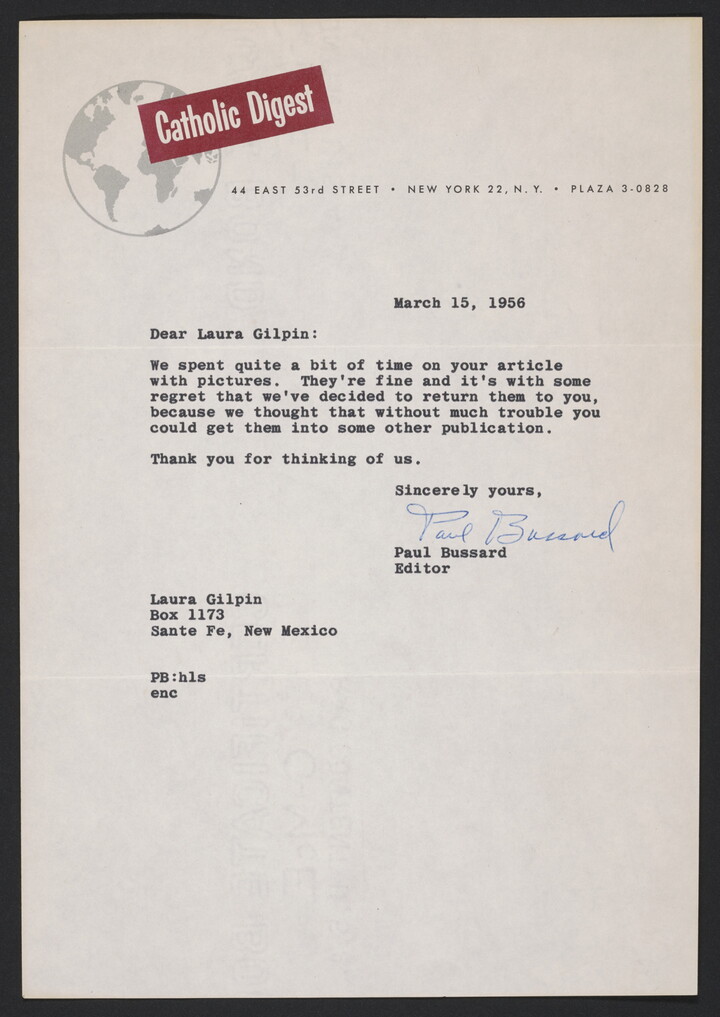 Catholic Digest
44 EAST 53rd STREET • NEW YORK 22, N. Y. • PLAZA 3-0828
March 15, 1956
Dear Laura Gilpin:
We spent quite a bit of time on your article
with pictures. They're fine and it's with some
regret that we've decided to return them to you,
because we thought that without much trouble you
could get them into some other publication.
Thank you for thinking of us.
Sincerely yours,
Paul Bussard
Paul Bussard
Editor
Laura Gilpin
Box 1173
Sante Fe, New Mexico
PB:hls
enc